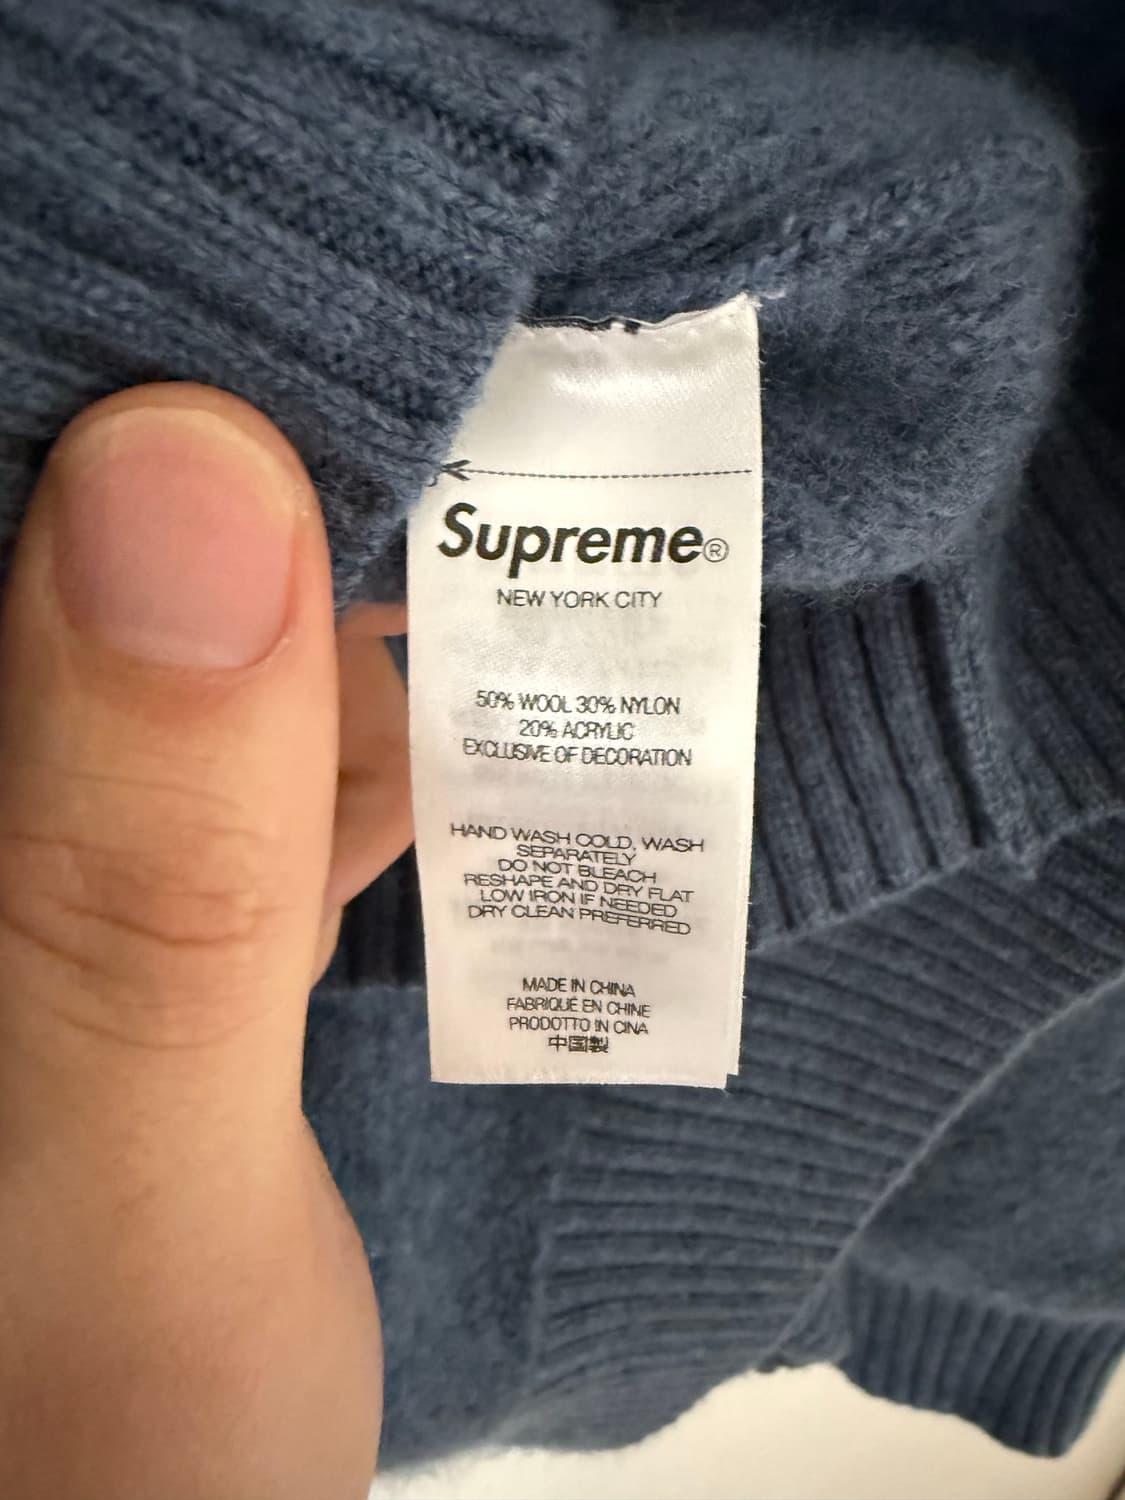 Supreme®
NEW YORK CITY
50% WOOL 30% NYLON
20% ACRYLIC
EXCLUSIVE OF DECORATION
HAND WASH COLD, WASH
SEPARATELY
DO NOT BLEACH
RESHAPE AND DRY FLAT
LOW IRON IF NEEDED
DRY CLEAN PREFERRED
MADE IN CHINA
FABRIQUÉ EN CHINE
PRODOTTO IN CINA
中国製